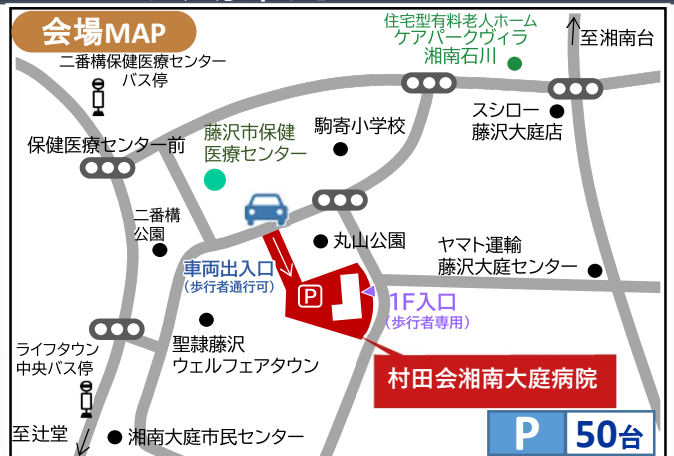 会場MAP
二番構保健医療センター
バス停
住宅型有料老人ホーム
ケアパークヴィラ
湘南石川
至湘南台
スシロー
藤沢大庭店
保健医療センター前
藤沢市保健
医療センター
駒寄小学校
二番構
公園
丸山公園
ヤマト運輸
藤沢大庭センター
車両出入口
(歩行者通行可)
P
1F入口
(歩行者専用)
ライフタウン
中央バス停
聖隷藤沢
ウェルフェアタウン
村田会湘南大庭病院
至辻堂
湘南大庭市民センター
P 50台